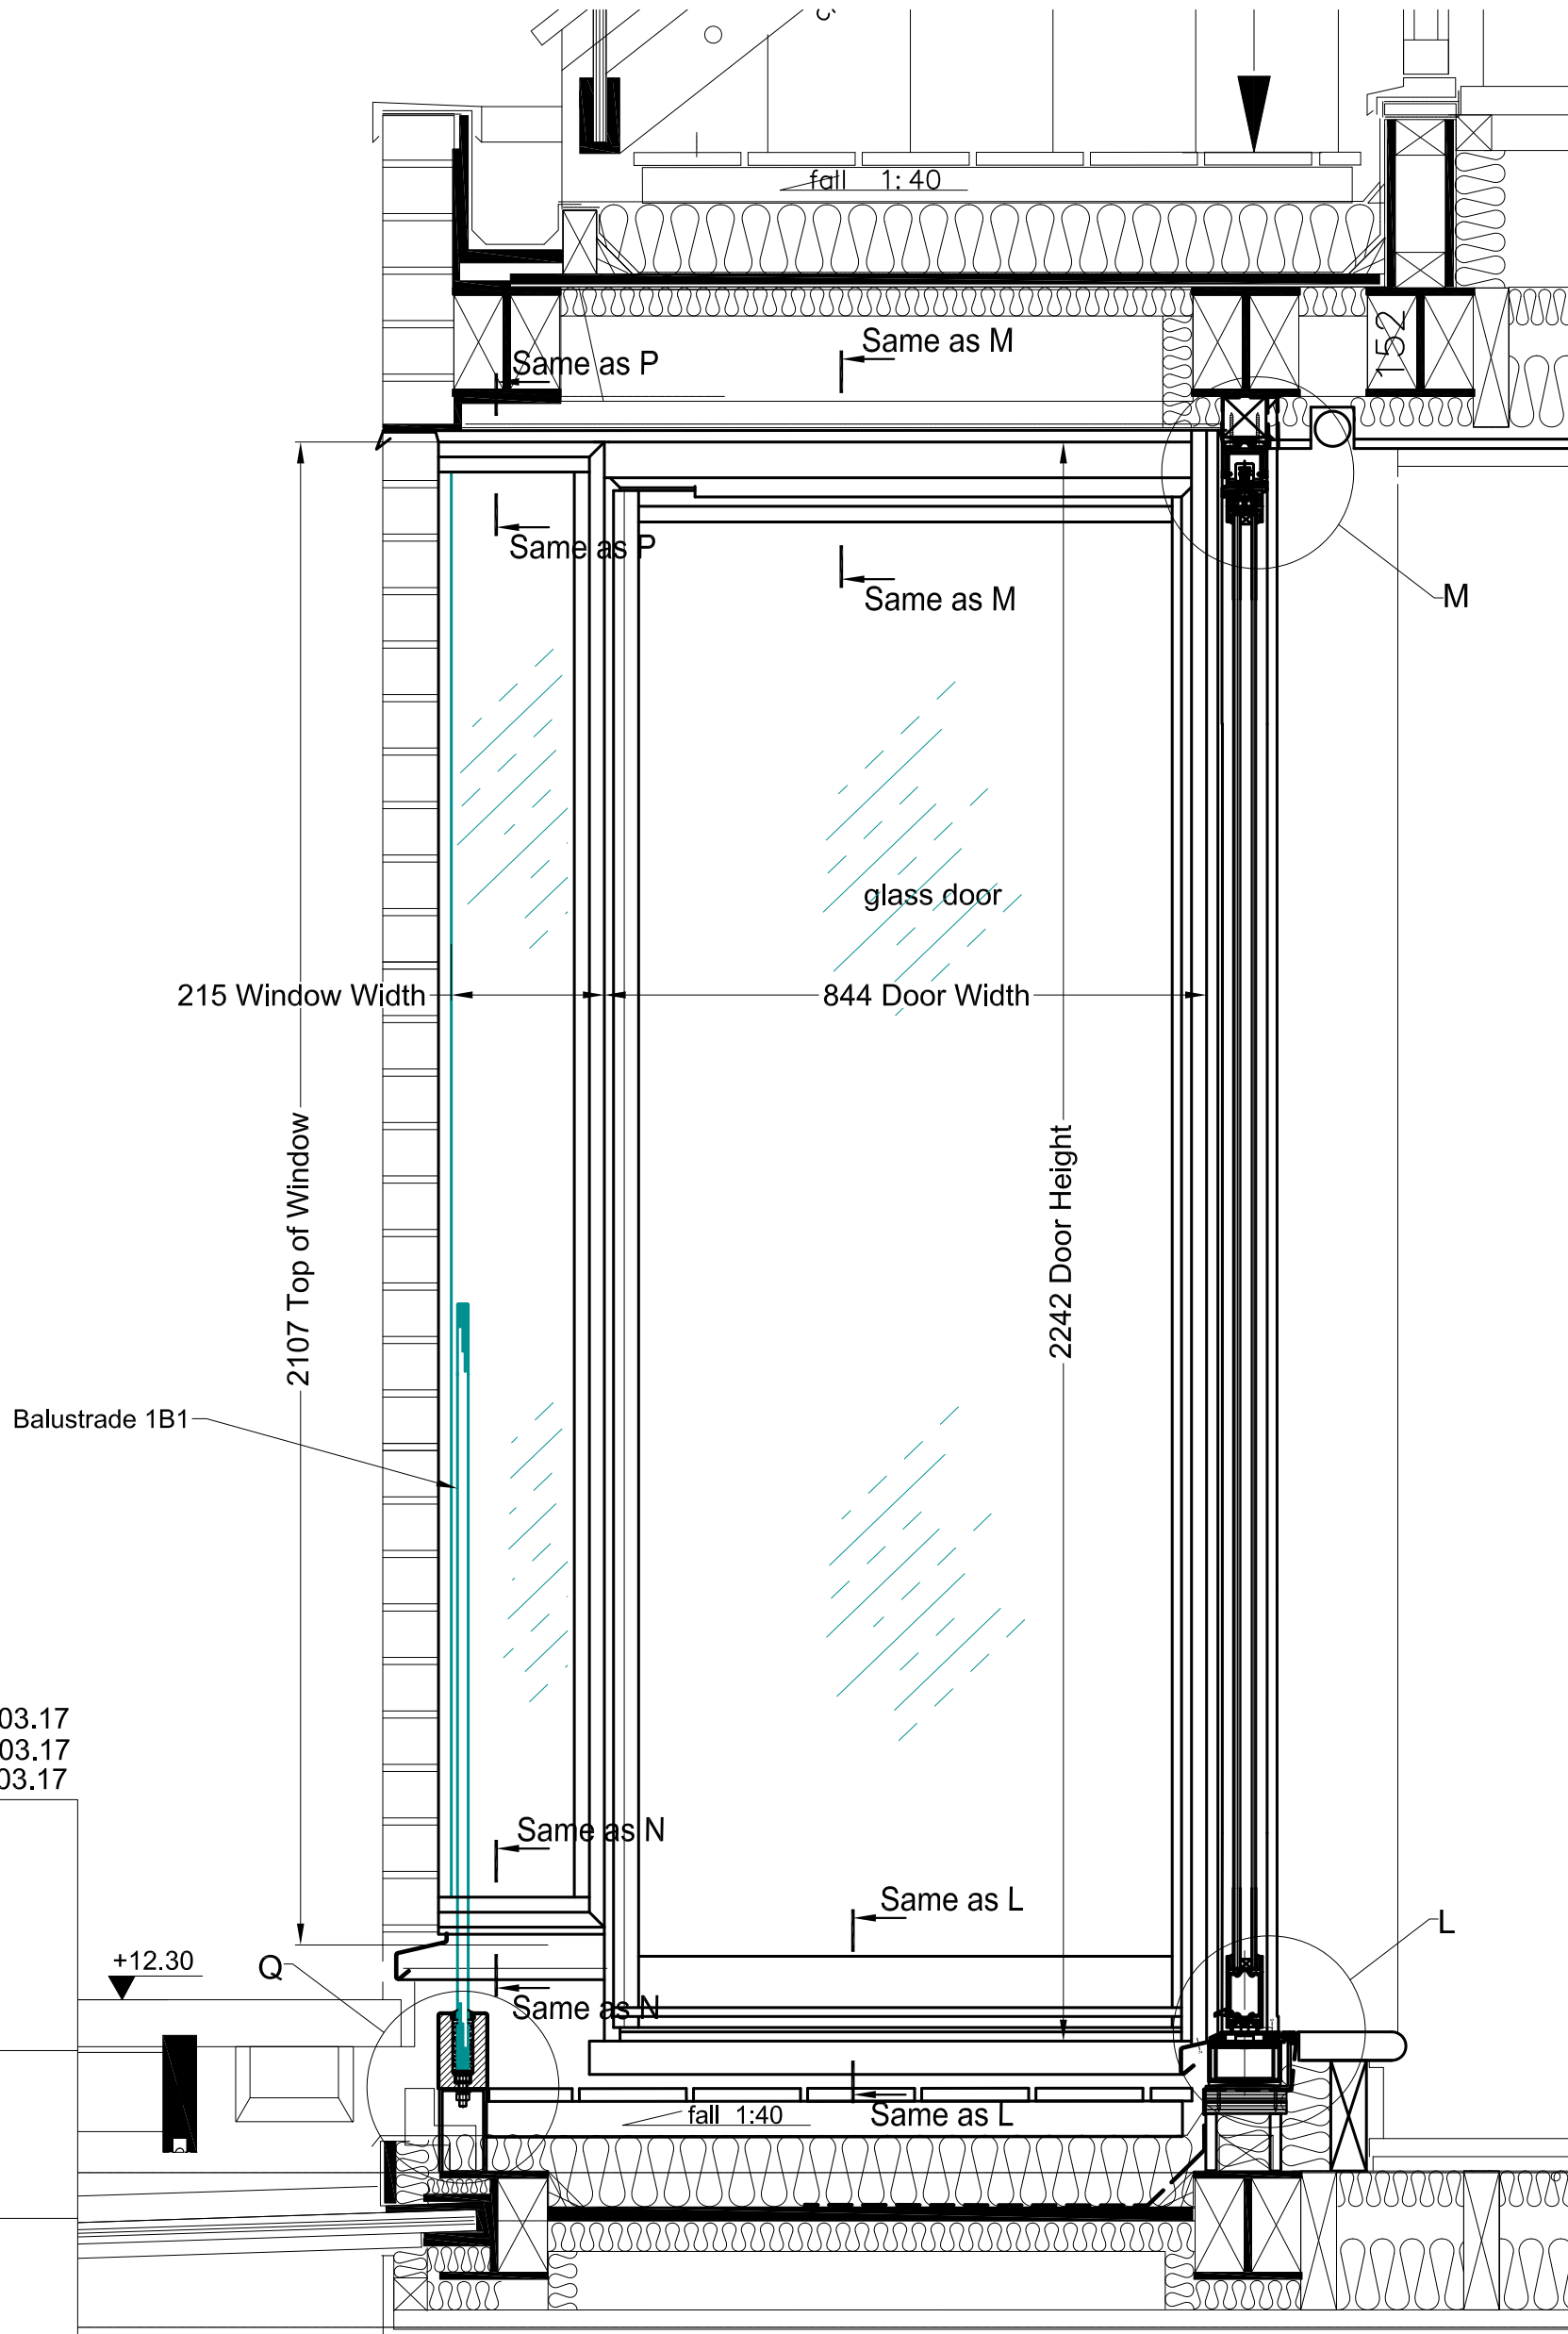 fall 1:40
152
Same as M
Same as P
Same as P
Same as M
M
glass door
215 Window Width
844 Door Width
2107 Top of Window
2242 Door Height
Balustrade 1B1
03.17
03.17
03.17
Same as N
Same as L
L
+12.30
Q
Same as N
fall 1:40
Same as L